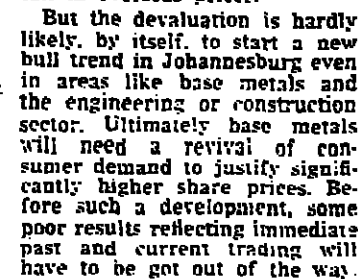 But the devaluation is hardly
likely, by itself, to start a new
bull trend in Johannesburg even
in areas like base metals and
the engineering or construction
sector. Ultimately base metals
will need a revival of con-
sumer demand to justify signifi-
cantly higher share prices. Be-
fore such a development, some
poor results reflecting immediate
past and current trading will
have to be got out of the way.